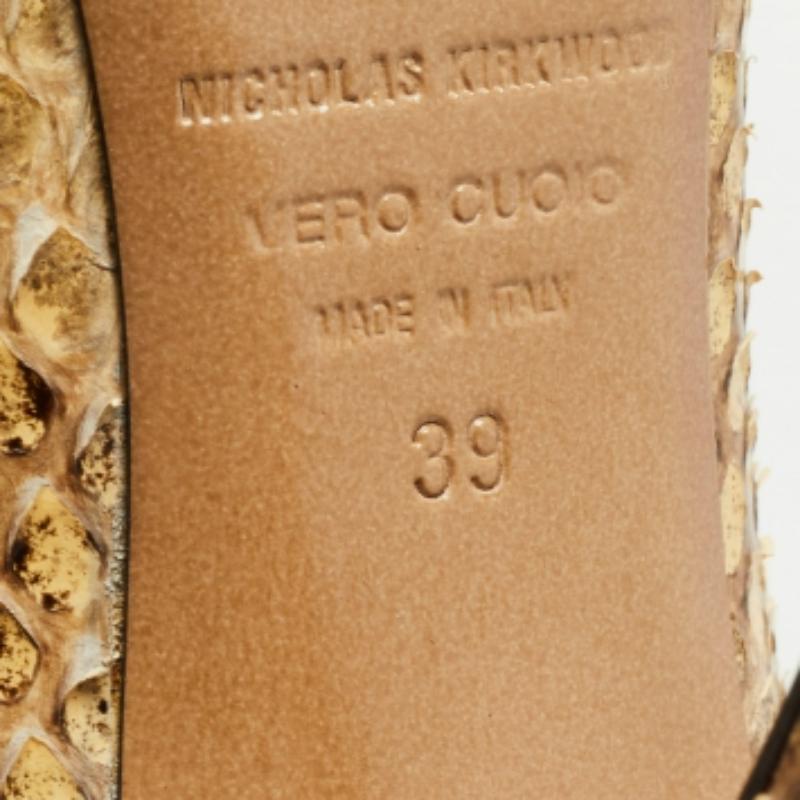 NICHOLAS KIRKWOOD
VERO CUOIO
MADE IN ITALY
39